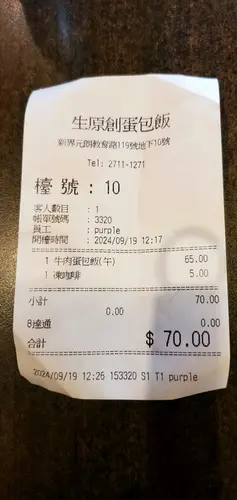 生原創蛋包飯
新界元朗教育路119號地下10號
Tel: 2711-1271
檯 號 : 10
客人數目 : 1
帳單號碼 : 3320
員工 : purple
開檯時間 : 2024/09/19 12:17
1 牛肉蛋包飯(午) 65.00
1 凍咖啡 5.00
小計 70.00
0.00
8達通 0.00
合計 $ 70.00
2024/09/19 12:26 153320 S1 T1 purple